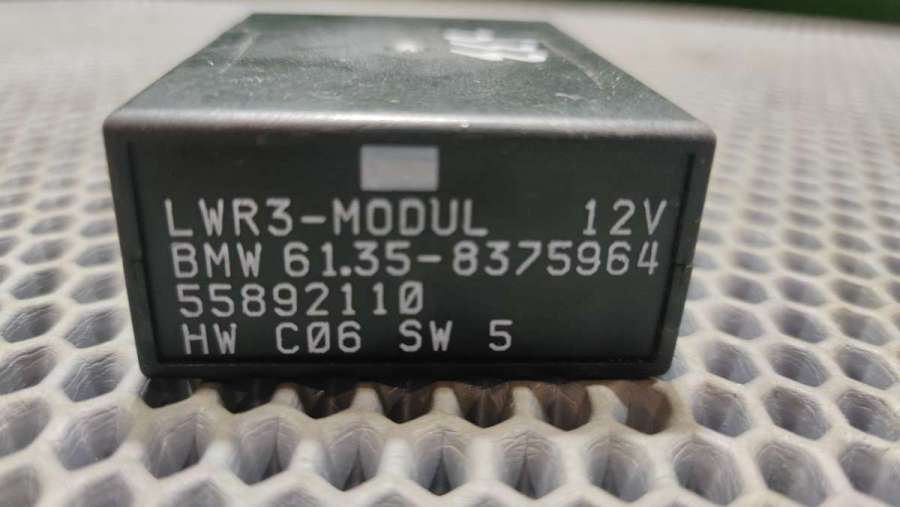 LWR3-MODUL 12V
BMW 61.35-8375964
55892110
HW C06 SW 5